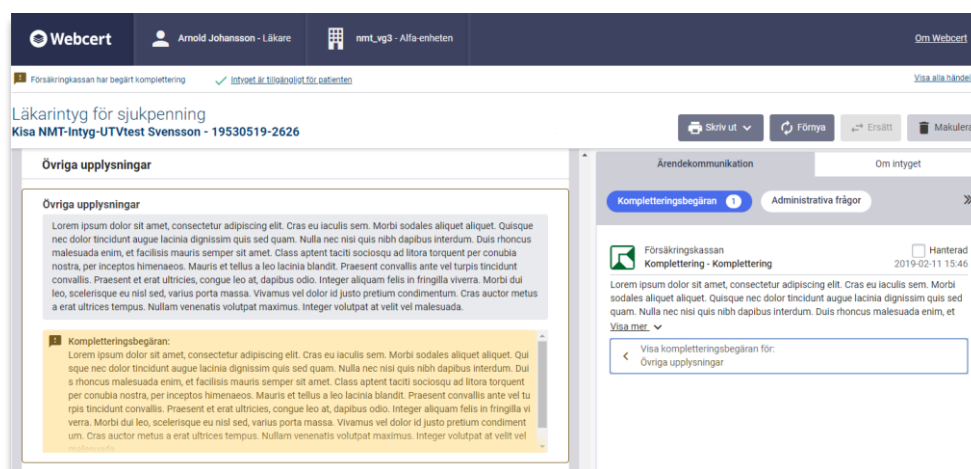 Webcert
Arnold Johansson - Läkare
nmt_vg3 - Alfa-enheten
Om Webcert
Försäkringkassan har begärt komplettering
Intyget är tillgängligt för patienten
Visa alla händel
Läkarintyg för sjukpenning
Kisa NMT-Intyg-UTVtest Svensson - 19530519-2626
Skriv ut
Förnya
Ersätt
Makulera
Övriga upplysningar
Övriga upplysningar
Lorem ipsum dolor sit amet, consectetur adipiscing elit. Cras eu iaculis sem. Morbi sodales aliquet aliquet. Quisque
nec dolor tincidunt augue lacinia dignissim quis sed quam. Nulla nec nisi quis nibh dapibus interdum. Duis rhoncus
malesuada enim, et facilisis mauris semper sit amet. Class aptent taciti sociosqu ad litora torquent per conubia
nostra, per inceptos himenaeos. Mauris et tellus a leo lacinia blandit. Praesent convallis ante vel turpis tincidunt
convallis. Praesent et erat ultricies, congue leo at, dapibus odio. Integer aliquam felis in fringilla viverra. Morbi dui
leo, scelerisque eu nisl sed, varius porta massa. Vivamus vel dolor id justo pretium condimentum. Cras auctor metus
a erat ultrices tempus. Nullam venenatis volutpat maximus. Integer volutpat at velit vel malesuada.
Kompletteringsbegäran:
Lorem ipsum dolor sit amet, consectetur adipiscing elit. Cras eu iaculis sem. Morbi sodales aliquet aliquet. Qui
sque nec dolor tincidunt augue lacinia dignissim quis sed quam. Nulla nec nisi quis nibh dapibus interdum. Dui
s rhoncus malesuada enim, et facilisis mauris semper sit amet. Class aptent taciti sociosqu ad litora torquent
per conubia nostra, per inceptos himenaeos. Mauris et tellus a leo lacinia blandit. Praesent convallis ante vel tu
rpis tincidunt convallis. Praesent et erat ultricies, congue leo at, dapibus odio. Integer aliquam felis in fringilla vi
verra. Morbi dui leo, scelerisque eu nisl sed, varius porta massa. Vivamus vel dolor id justo pretium condiment
um. Cras auctor metus a erat ultrices tempus. Nullam venenatis volutpat maximus. Integer volutpat at velit vel
malesuada.
Ärendekommunikation
Om intyget
Kompletteringsbegäran 1
Administrativa frågor
Försäkringskassan
Hanterad
Komplettering - Komplettering
2019-02-11 15:46
Lorem ipsum dolor sit amet, consectetur adipiscing elit. Cras eu iaculis sem. Morbi
sodales aliquet aliquet. Quisque nec dolor tincidunt augue lacinia dignissim quis sed
quam. Nulla nec nisi quis nibh dapibus interdum. Duis rhoncus malesuada enim, et
Visa mer
Visa kompletteringsbegäran för:
Övriga upplysningar